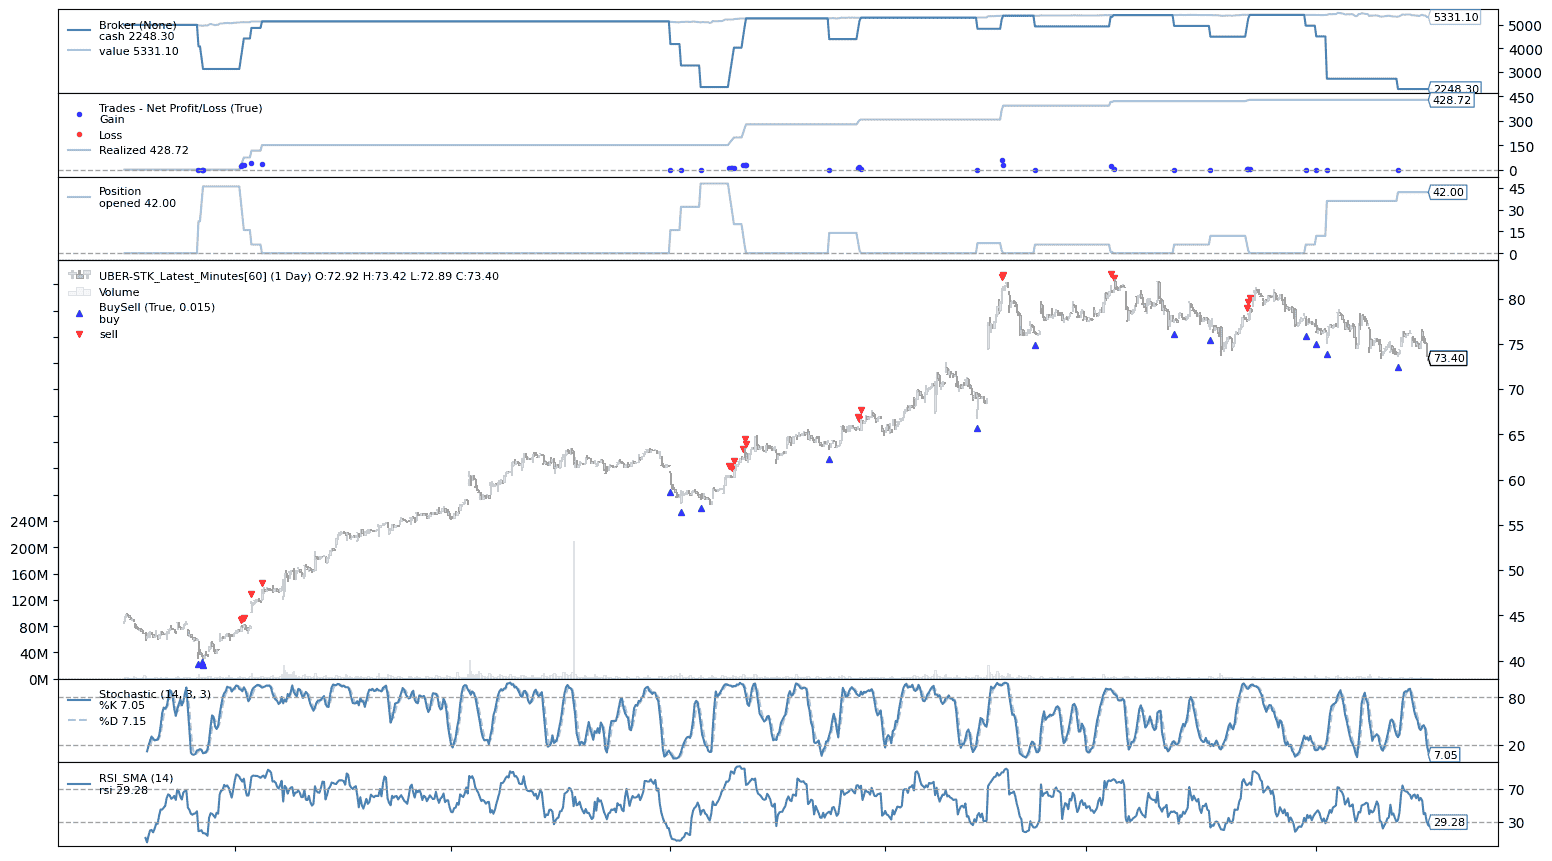 Broker (None)
cash 2248.30
value 5331.10
5331.10
5000
4000
3000
2248.30
Trades - Net Profit/Loss (True)
Gain
Loss
Realized 428.72
450
428.72
300
150
0
Position
opened 42.00
45
42.00
30
15
0
UBER-STK_Latest_Minutes[60] (1 Day) O:72.92 H:73.42 L:72.89 C:73.40
Volume
BuySell (True, 0.015)
buy
sell
80
75
73.40
70
65
60
55
50
45
40
240M
200M
160M
120M
80M
40M
0M
Stochastic (14, 3, 3)
%K 7.05
%D 7.15
80
20
7.05
RSI_SMA (14)
rsi 29.28
70
30
29.28